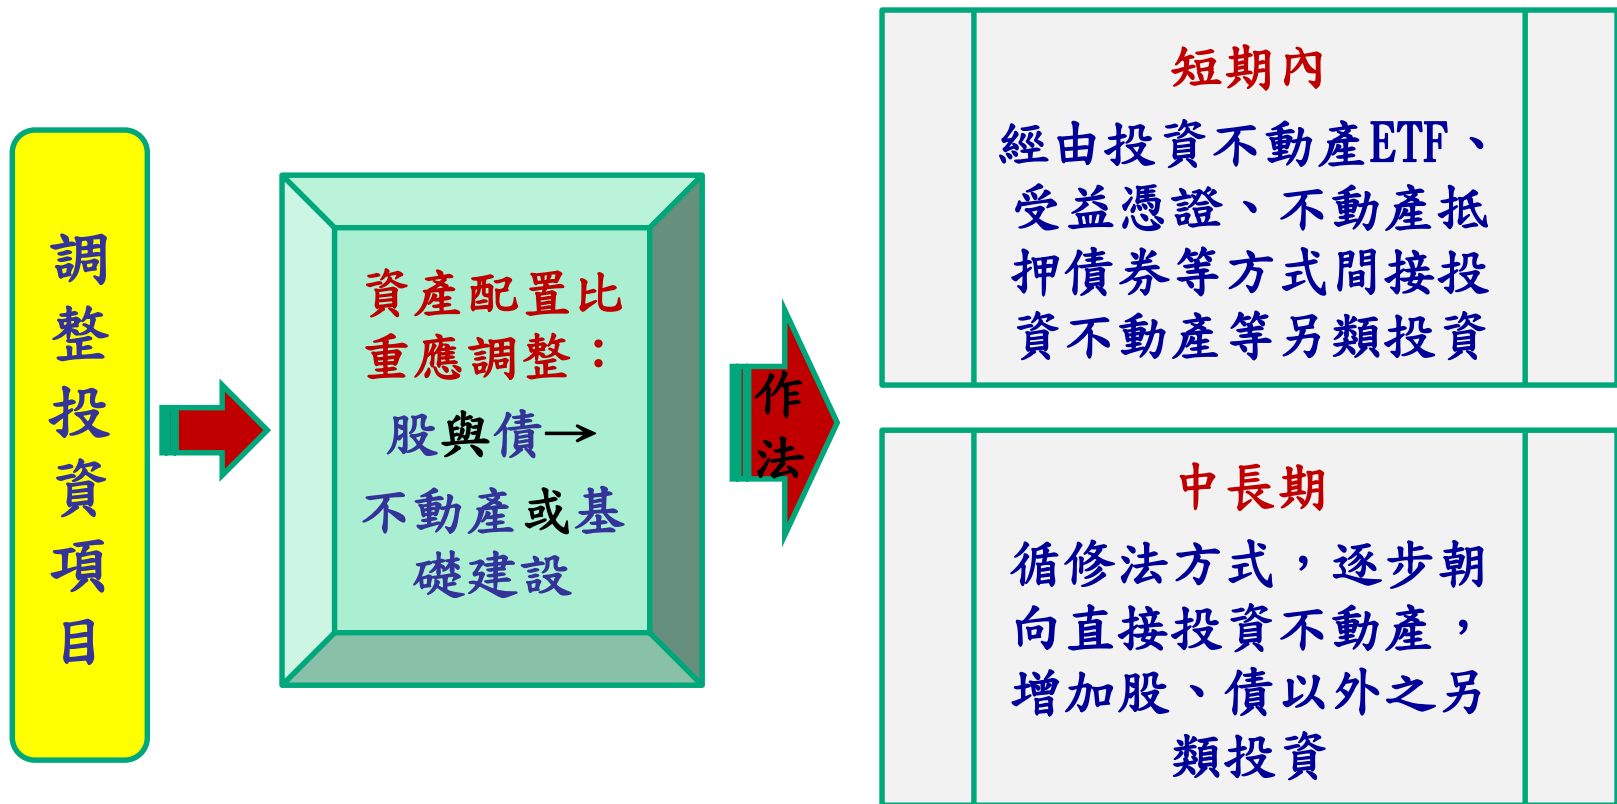 調整投資項目
資產配置比
重應調整：
股與債→
不動產或基
礎建設
作法
短期內
經由投資不動產ETF、
受益憑證、不動產抵
押債券等方式間接投
資不動產等另類投資
中長期
循修法方式，逐步朝
向直接投資不動產，
增加股、債以外之另
類投資